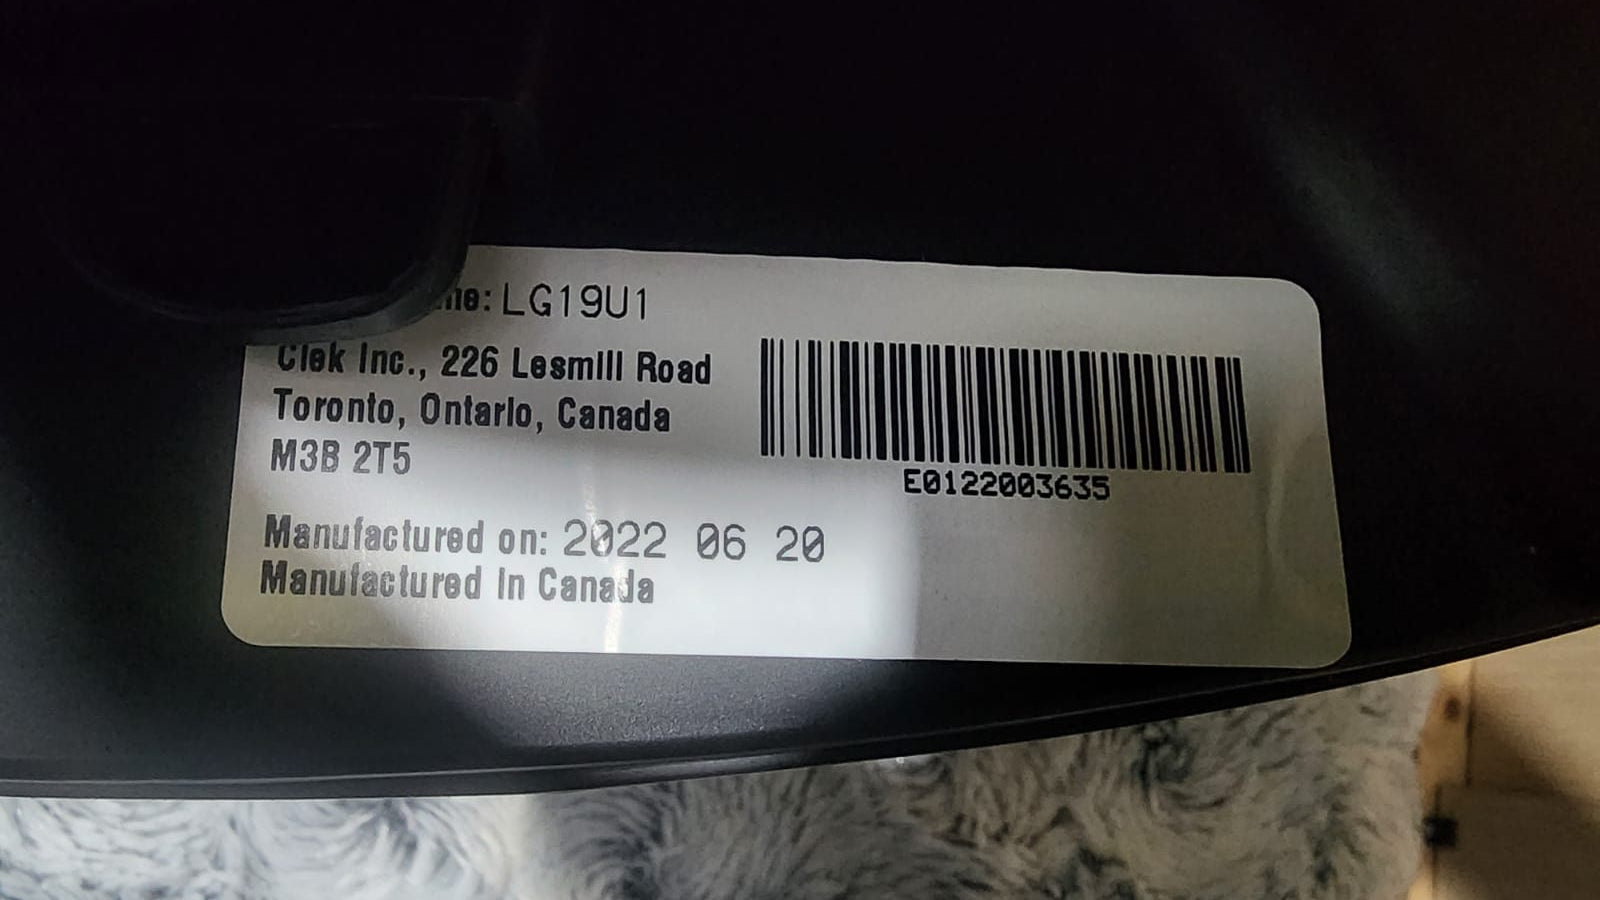 LG19U1
Clek Inc., 226 Lesmill Road
Toronto, Ontario, Canada
M3B 2T5
E0122003635
Manufactured on: 2022 06 20
Manufactured in Canada